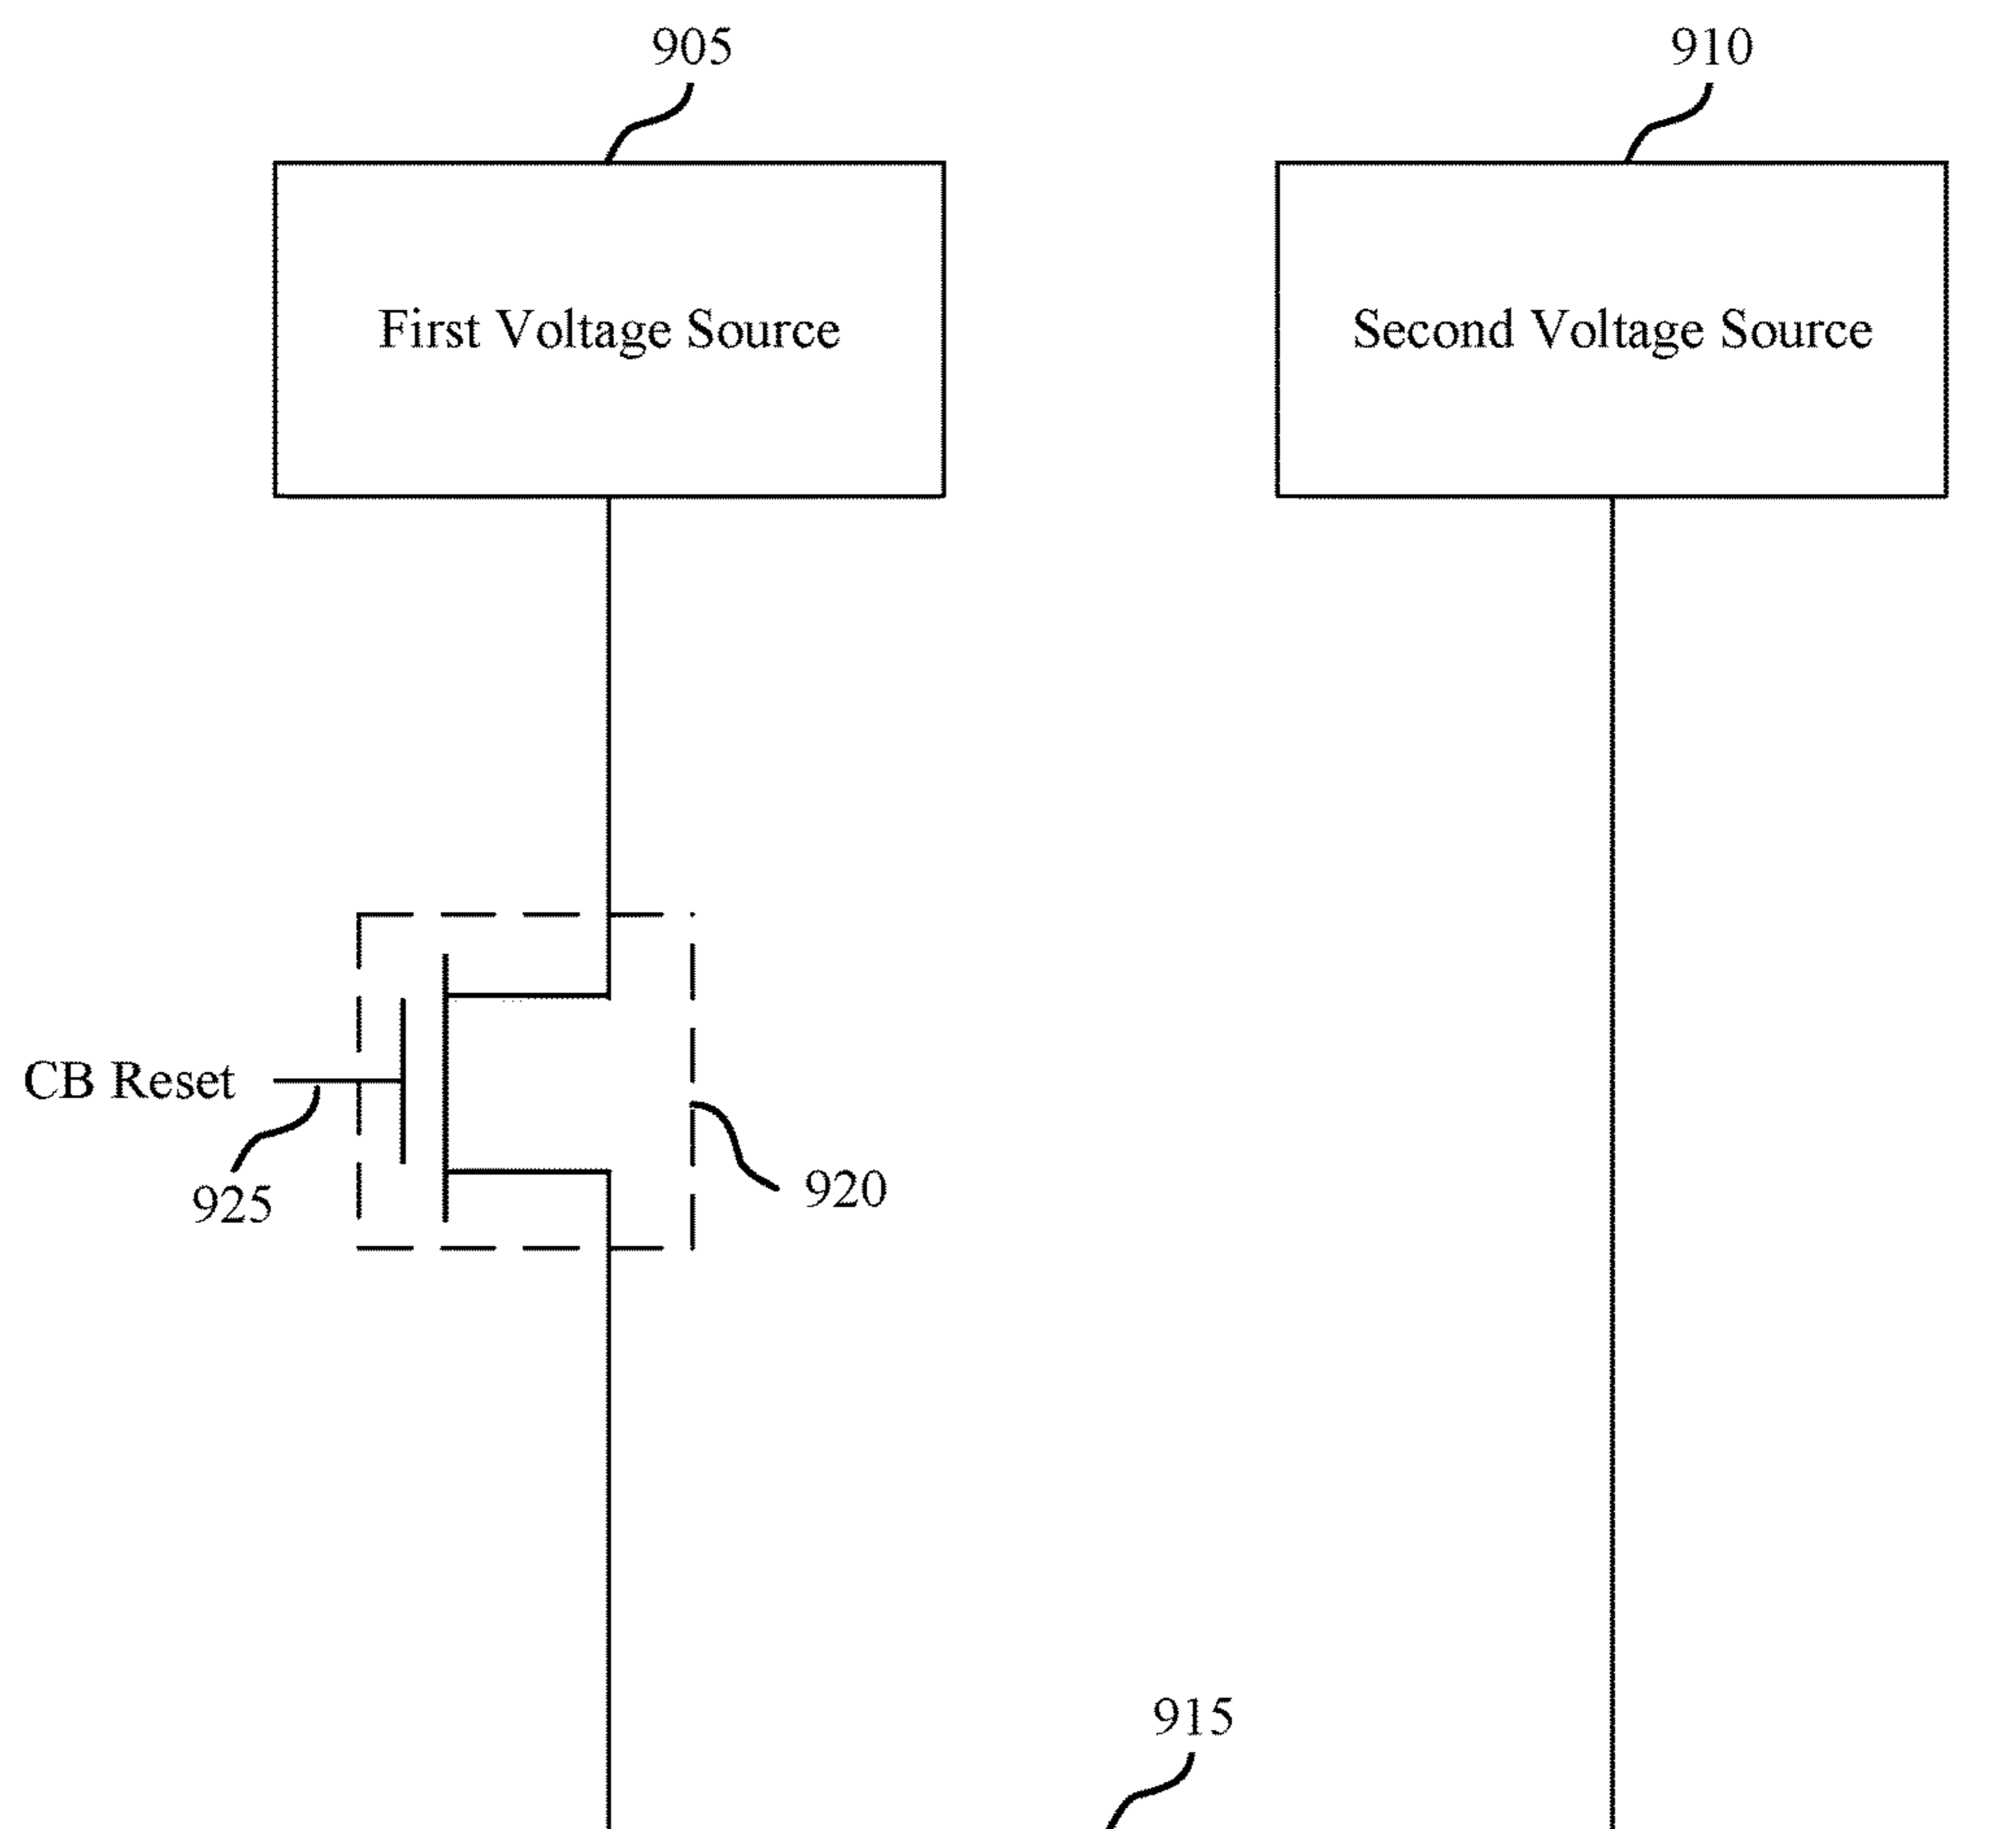 905
910
First Voltage Source
Second Voltage Source
CB Reset
925
920
915